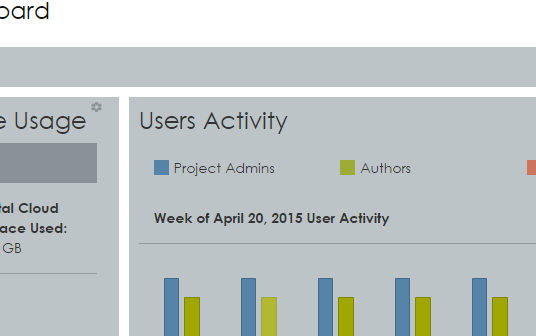 oard
e Usage
Users Activity
Project Admins
Authors
tal Cloud
ace Used:
GB
Week of April 20, 2015 User Activity